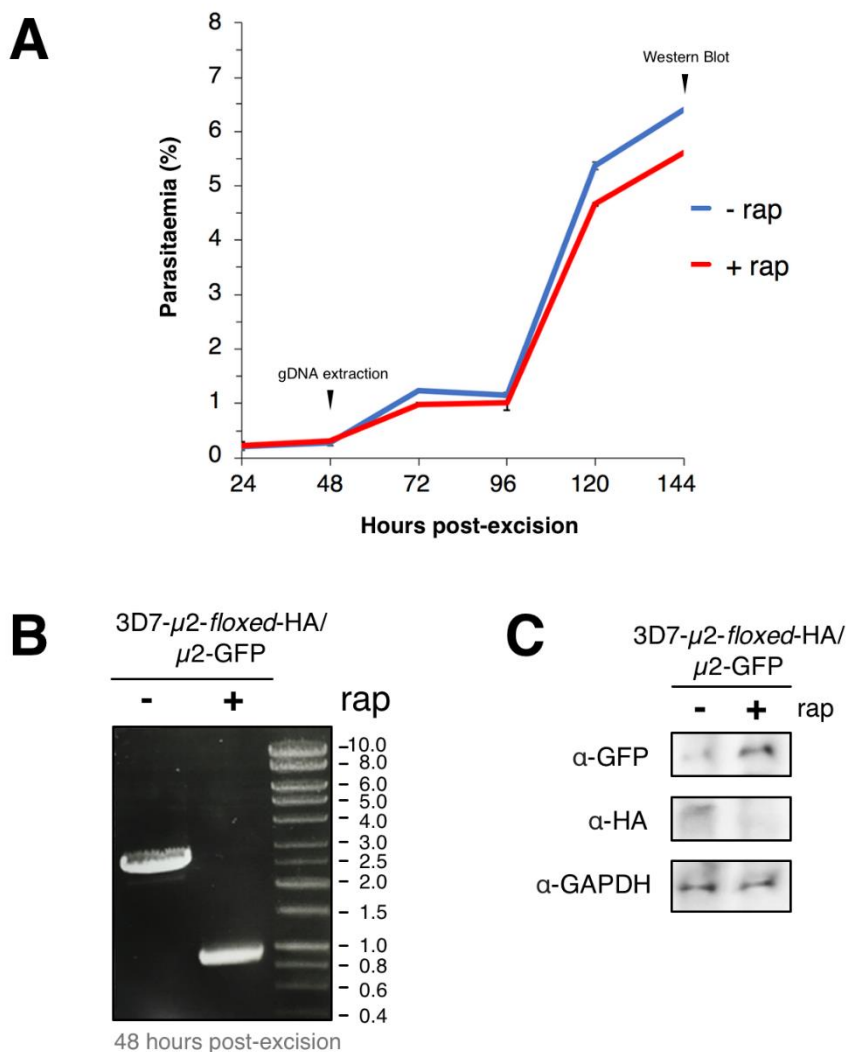 A
8
7
6
5
4
3
2
1
0
Parasitaemia (%)
Western Blot
gDNA extraction
- rap
+ rap
24 48 72 96 120 144
Hours post-excision
B
3D7-µ2-floxed-HA/
µ2-GFP
- + rap
10.0
8.0
6.0
5.0
4.0
3.0
2.5
2.0
1.5
1.0
0.8
0.6
0.4
48 hours post-excision
C
3D7-µ2-floxed-HA/
µ2-GFP
- + rap
α-GFP
α-HA
α-GAPDH